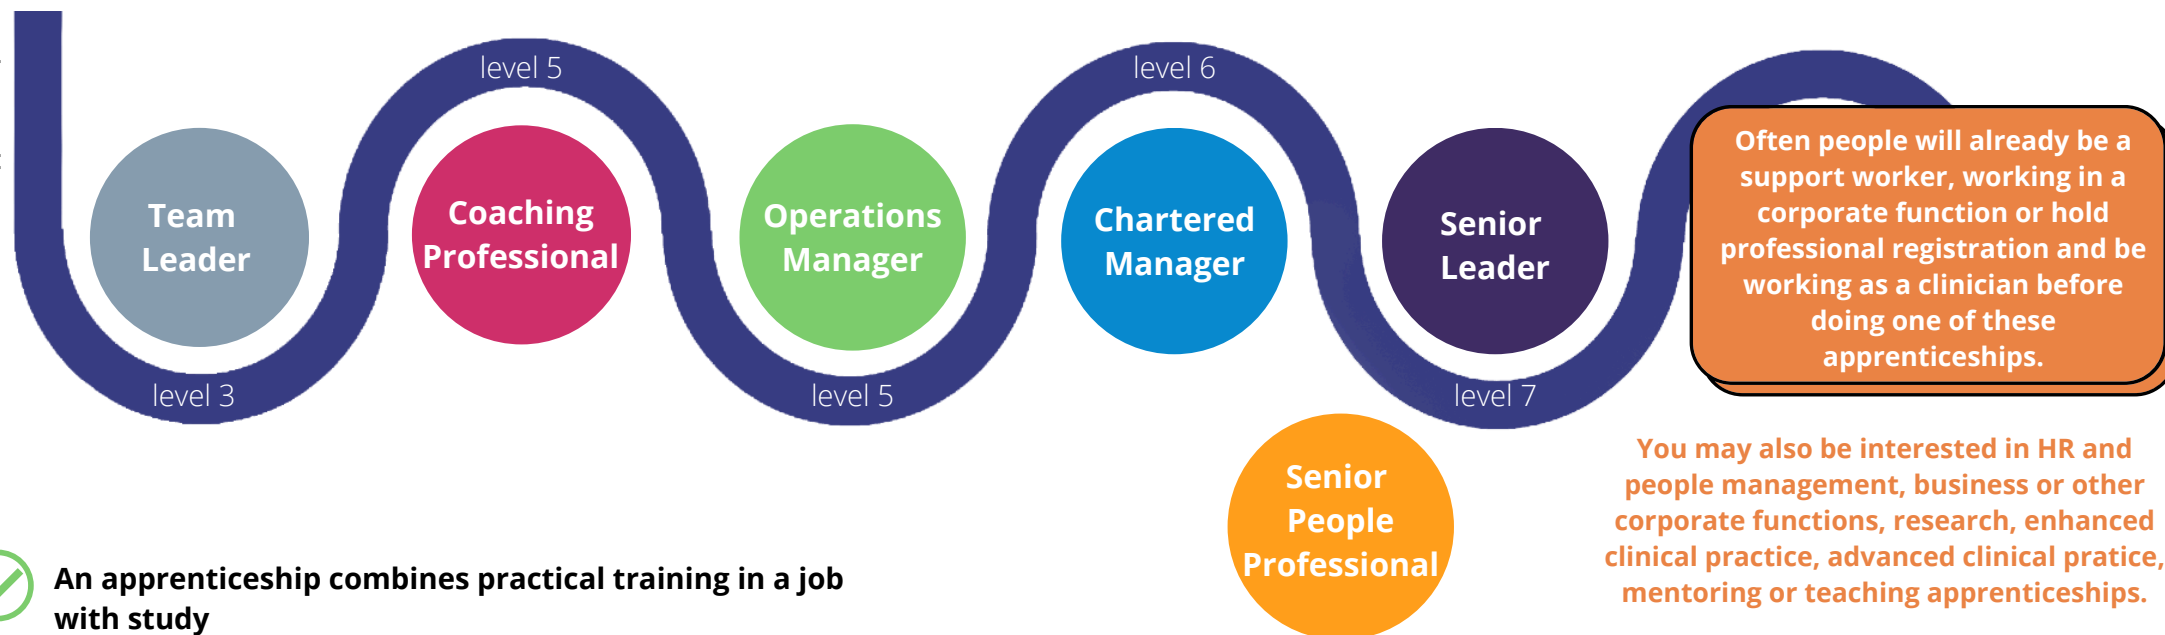 level 5
level 6
Team
Leader
level 3
Coaching
Professional
Operations
Manager
level 5
Chartered
Manager
Senior
Leader
level 7
Often people will already be a
support worker, working in a
corporate function or hold
professional registration and be
working as a clinician before
doing one of these
apprenticeships.
Senior
People
Professional
You may also be interested in HR and
people management, business or other
corporate functions, research, enhanced
clinical practice, advanced clinical pratice,
mentoring or teaching apprenticeships.
An apprenticeship combines practical training in a job
with study